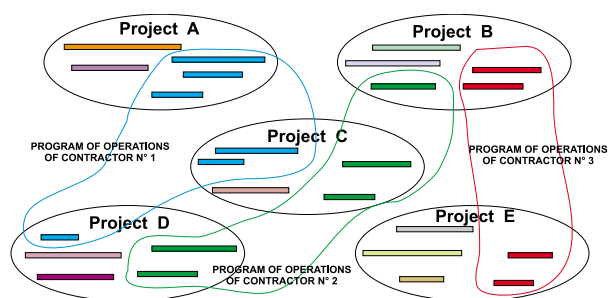 Project A
Project B
PROGRAM OF OPERATIONS
OF CONTRACTOR N° 1
Project C
PROGRAM OF OPERATIONS
OF CONTRACTOR N° 3
Project D
Project E
PROGRAM OF OPERATIONS
OF CONTRACTOR N° 2